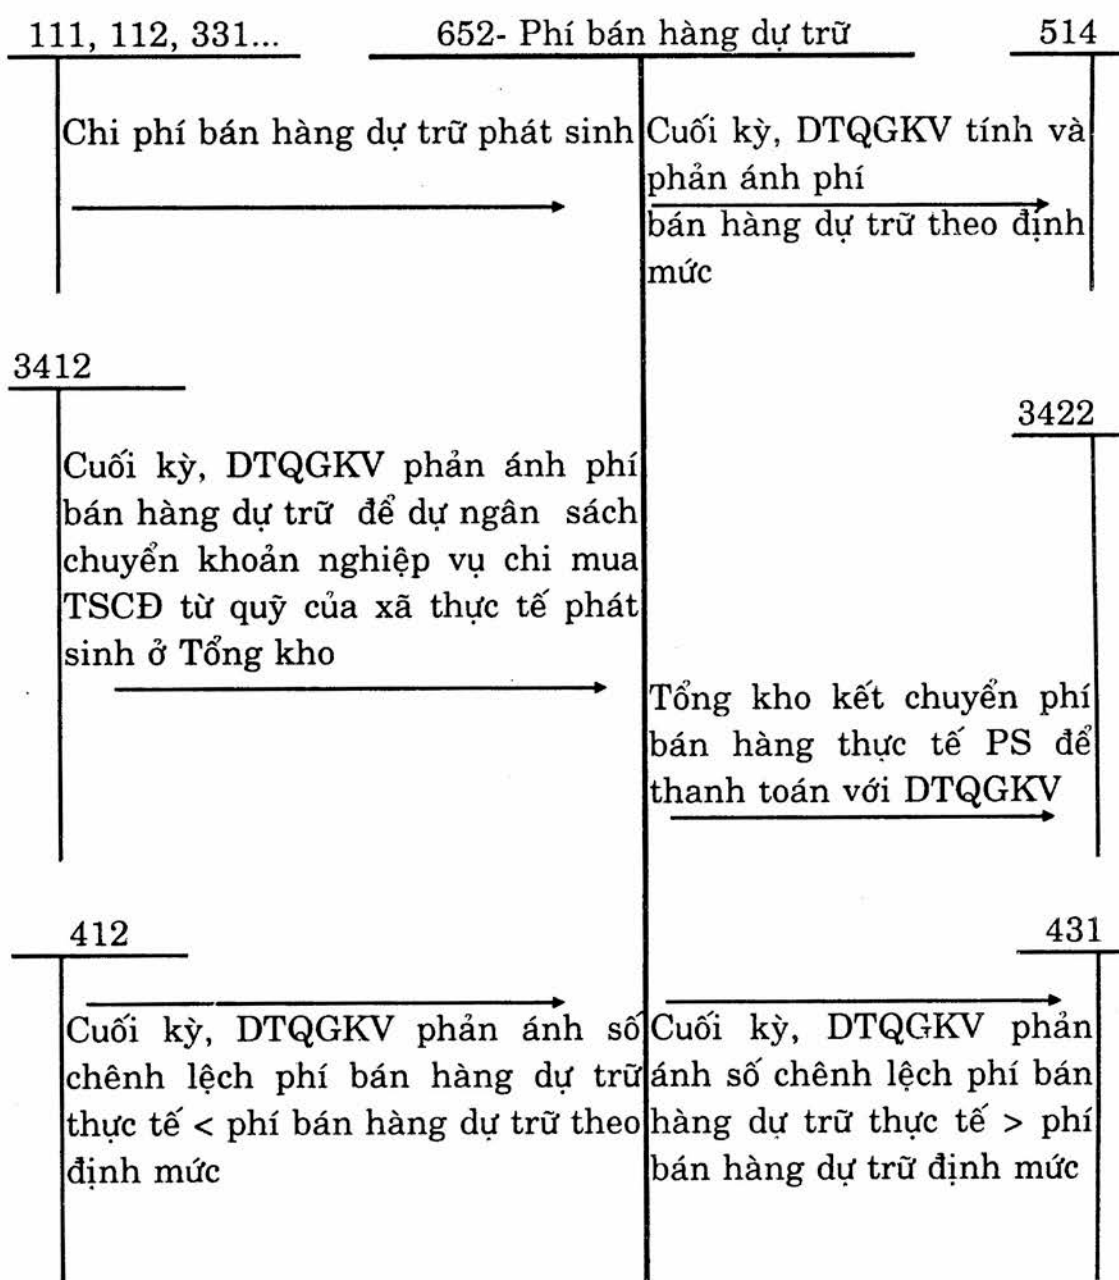 111, 112, 331...
652- Phí bán hàng dự trữ
514
Chi phí bán hàng dự trữ phát sinh
Cuối kỳ, DTQGKV tính và
phản ánh phí
bán hàng dự trữ theo định
mức
3412
Cuối kỳ, DTQGKV phản ánh phí
bán hàng dự trữ để dự ngân sách
chuyển khoản nghiệp vụ chi mua
TSCĐ từ quỹ của xã thực tế phát
sinh ở Tổng kho
3422
Tổng kho kết chuyển phí
bán hàng thực tế PS để
thanh toán với DTQGKV
412
Cuối kỳ, DTQGKV phản ánh số
chênh lệch phí bán hàng dự trữ
thực tế < phí bán hàng dự trữ theo
định mức
431
Cuối kỳ, DTQGKV phản
ánh số chênh lệch phí bán
hàng dự trữ thực tế > phí
bán hàng dự trữ định mức